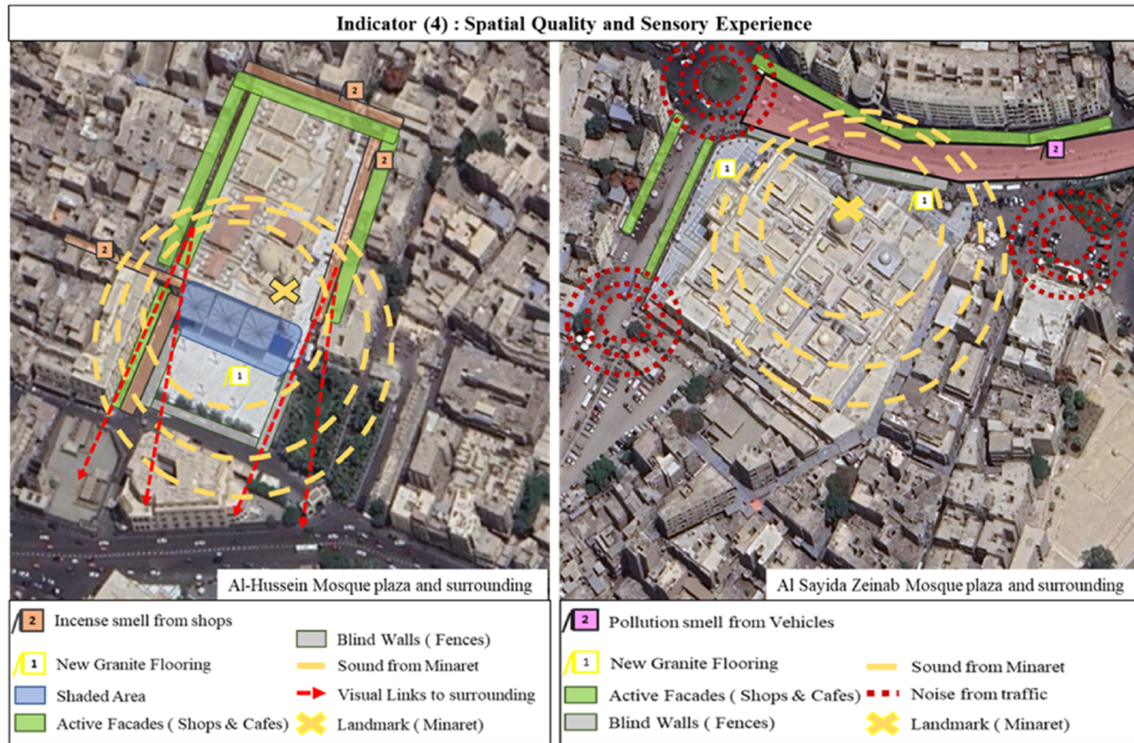 Indicator (4) : Spatial Quality and Sensory Experience
2
2
2
1
Al-Hussein Mosque plaza and surrounding
1
1
2
Al Sayida Zeinab Mosque plaza and surrounding
2 Incense smell from shops
1 New Granite Flooring
Shaded Area
Active Facades ( Shops & Cafes)
Blind Walls ( Fences)
Sound from Minaret
Visual Links to surrounding
Landmark ( Minaret)
2 Pollution smell from Vehicles
1 New Granite Flooring
Active Facades ( Shops & Cafes)
Blind Walls ( Fences)
Sound from Minaret
Noise from traffic
Landmark ( Minaret)